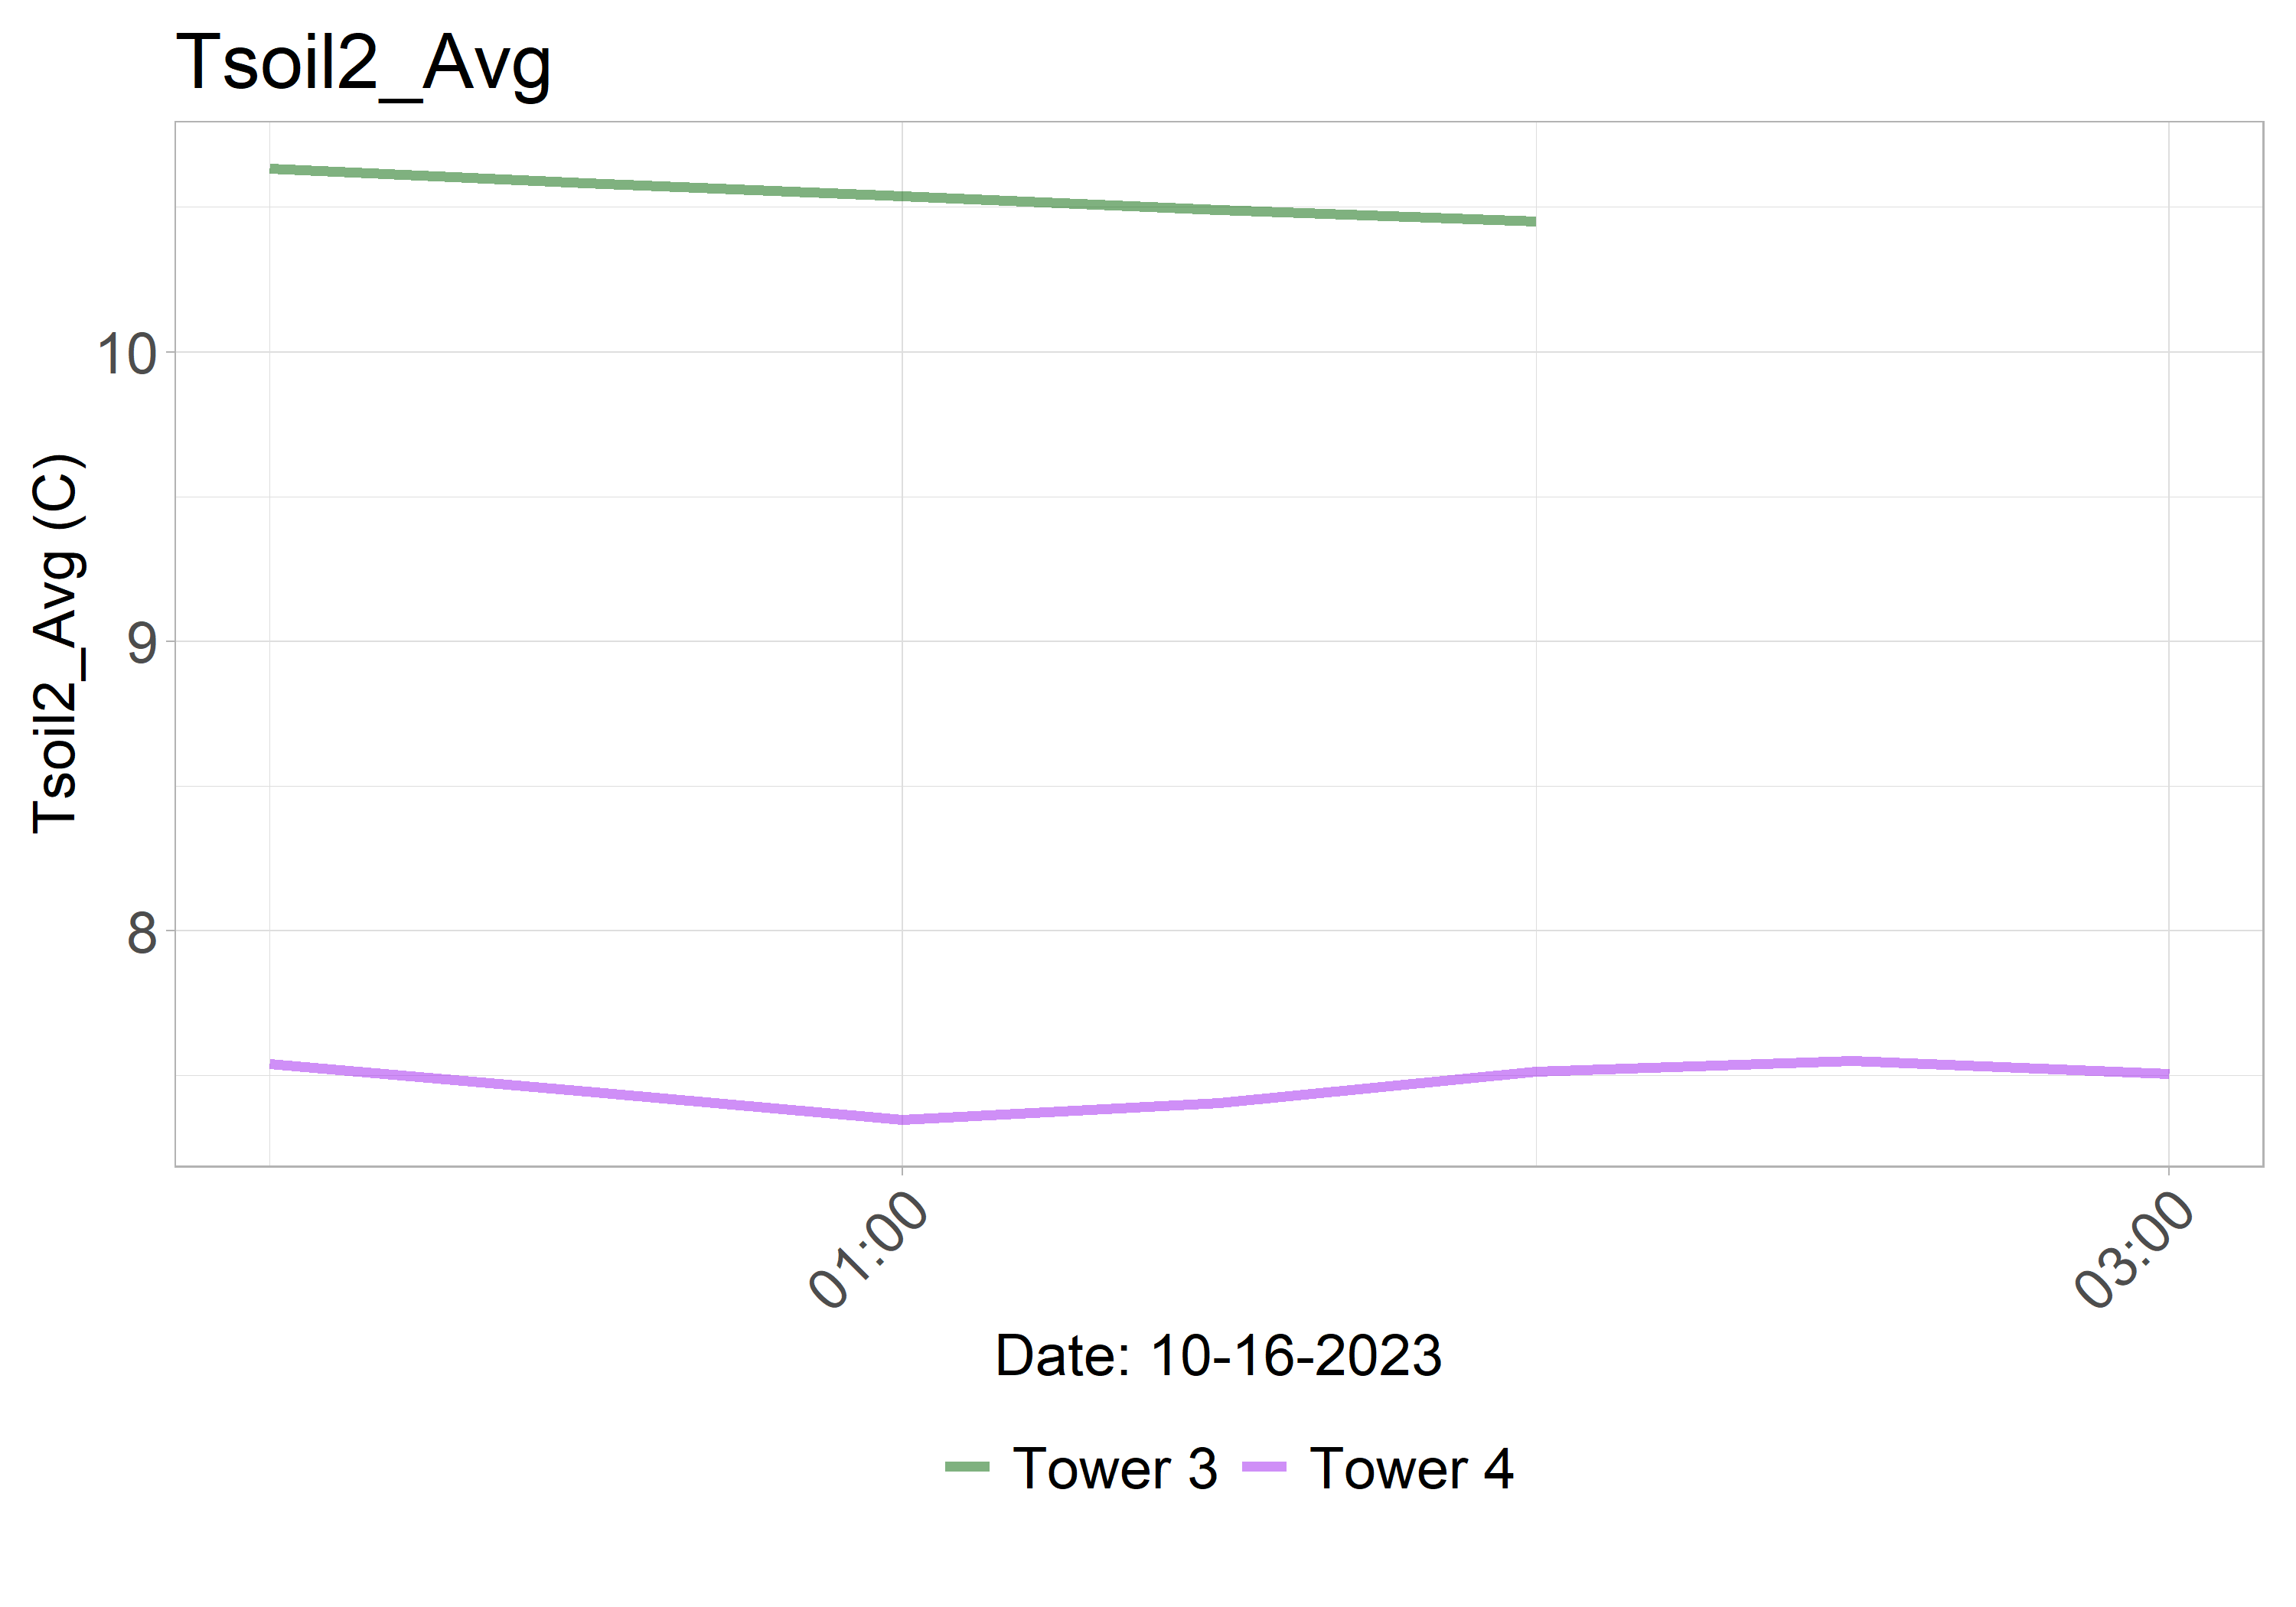 Tsoil2_Avg
Tsoil2_Avg (C)
10
9
8
01:00
03:00
Date: 10-16-2023
Tower 3
Tower 4